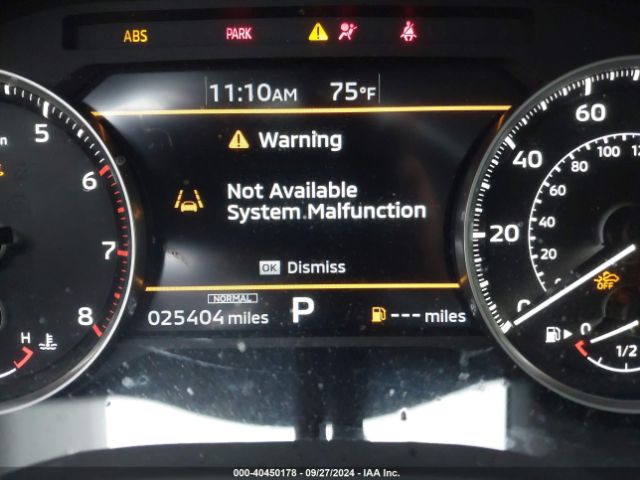 ABS PARK
11:10AM 75°F
Warning
Not Available
System Malfunction
OK Dismiss
NORMAL
025404 miles P --- miles
5
6
7
8
H
60
40
20
0
100
80
60
40
20
0
OFF
0
1/2
000-40450178 - 09/27/2024 - IAA Inc.